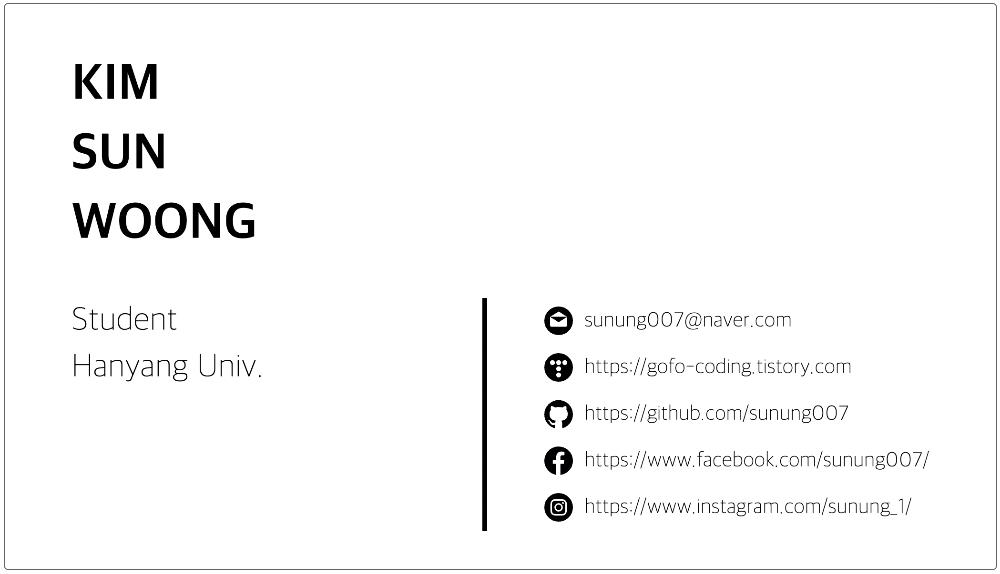 KIM
SUN
WOONG
Student
Hanyang Univ.
sunung007@naver.com
https://gofo-coding.tistory.com
https://github.com/sunung007
https://www.facebook.com/sunung007/
https://www.instagram.com/sunung_1/